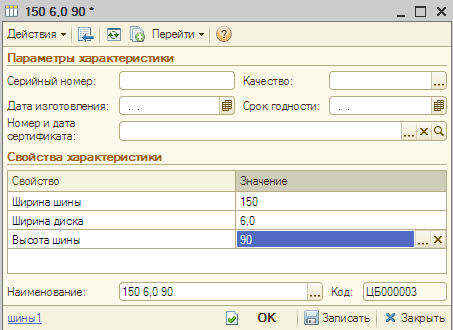 150 6,0 90 *
Действия Перейти ?
Параметры характеристики
Серийный номер: Качество: ...
Дата изготовления: . . Срок годности: . .
Номер и дата
сертификата: ...
Свойства характеристики
Свойство Значение
Ширина шины 150
Ширина диска 6,0
Высота шины 90 ...
Наименование: 150 6,0 90 ... Код: ЦБ000003
шины1 OK Записать Закрыть